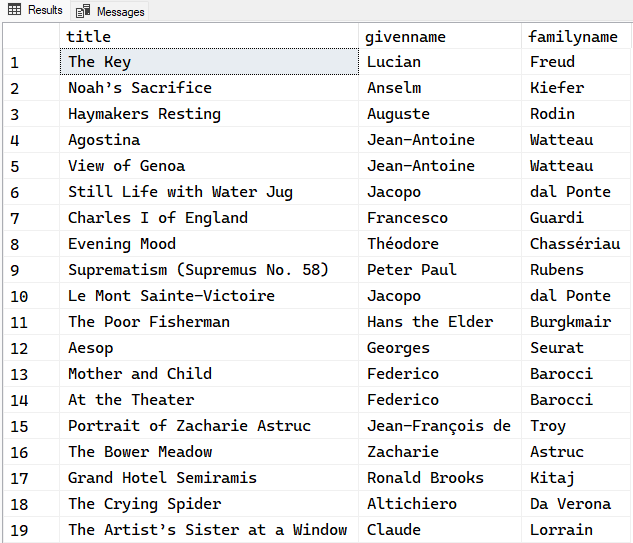 Results Messages
title givenname familyname
1 The Key Lucian Freud
2 Noah’s Sacrifice Anselm Kiefer
3 Haymakers Resting Auguste Rodin
4 Agostina Jean-Antoine Watteau
5 View of Genoa Jean-Antoine Watteau
6 Still Life with Water Jug Jacopo dal Ponte
7 Charles I of England Francesco Guardi
8 Evening Mood Théodore Chassériau
9 Suprematism (Supremus No. 58) Peter Paul Rubens
10 Le Mont Sainte-Victoire Jacopo dal Ponte
11 The Poor Fisherman Hans the Elder Burgkmair
12 Aesop Georges Seurat
13 Mother and Child Federico Barocci
14 At the Theater Federico Barocci
15 Portrait of Zacharie Astruc Jean-François de Troy
16 The Bower Meadow Zacharie Astruc
17 Grand Hotel Semiramis Ronald Brooks Kitaj
18 The Crying Spider Altichiero Da Verona
19 The Artist’s Sister at a Window Claude Lorrain